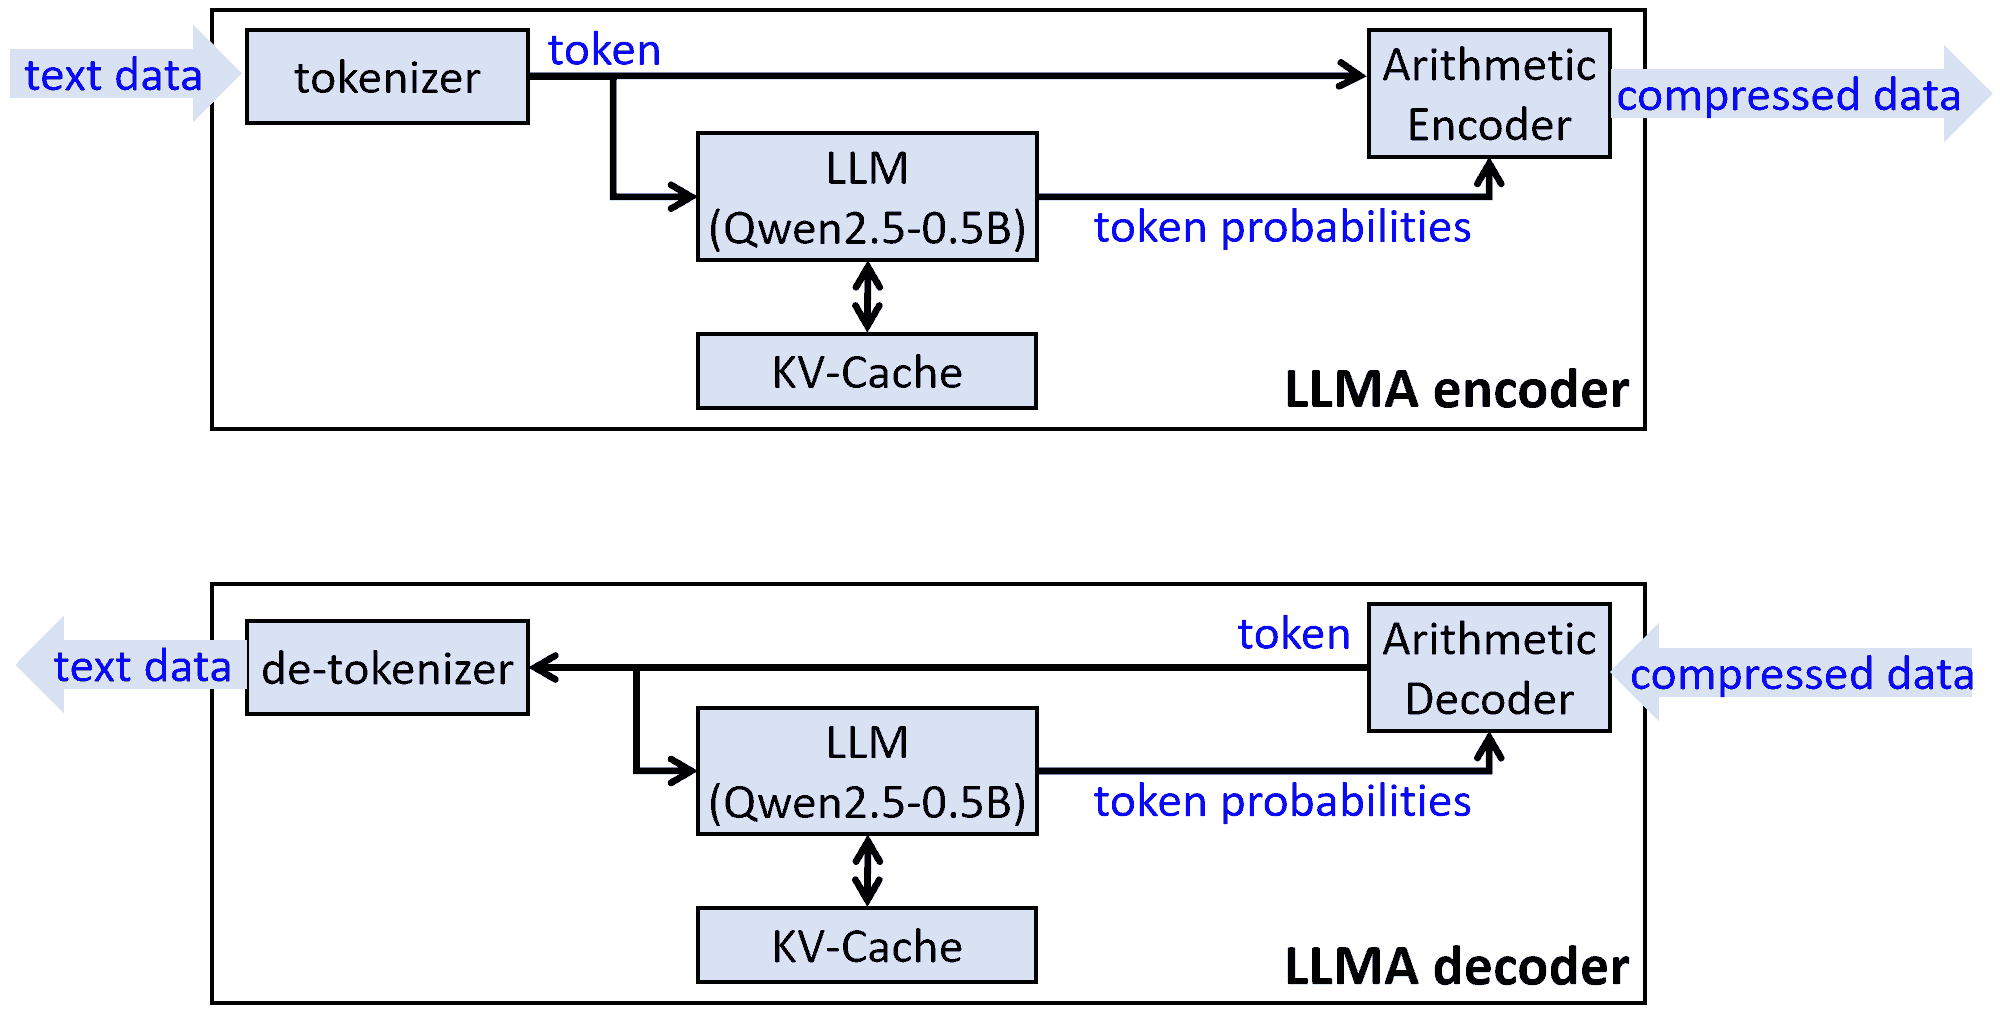 text data
tokenizer
token
Arithmetic
Encoder
compressed data
LLM
(Qwen2.5-0.5B)
token probabilities
KV-Cache
LLMA encoder
text data
de-tokenizer
token
Arithmetic
Decoder
compressed data
LLM
(Qwen2.5-0.5B)
token probabilities
KV-Cache
LLMA decoder